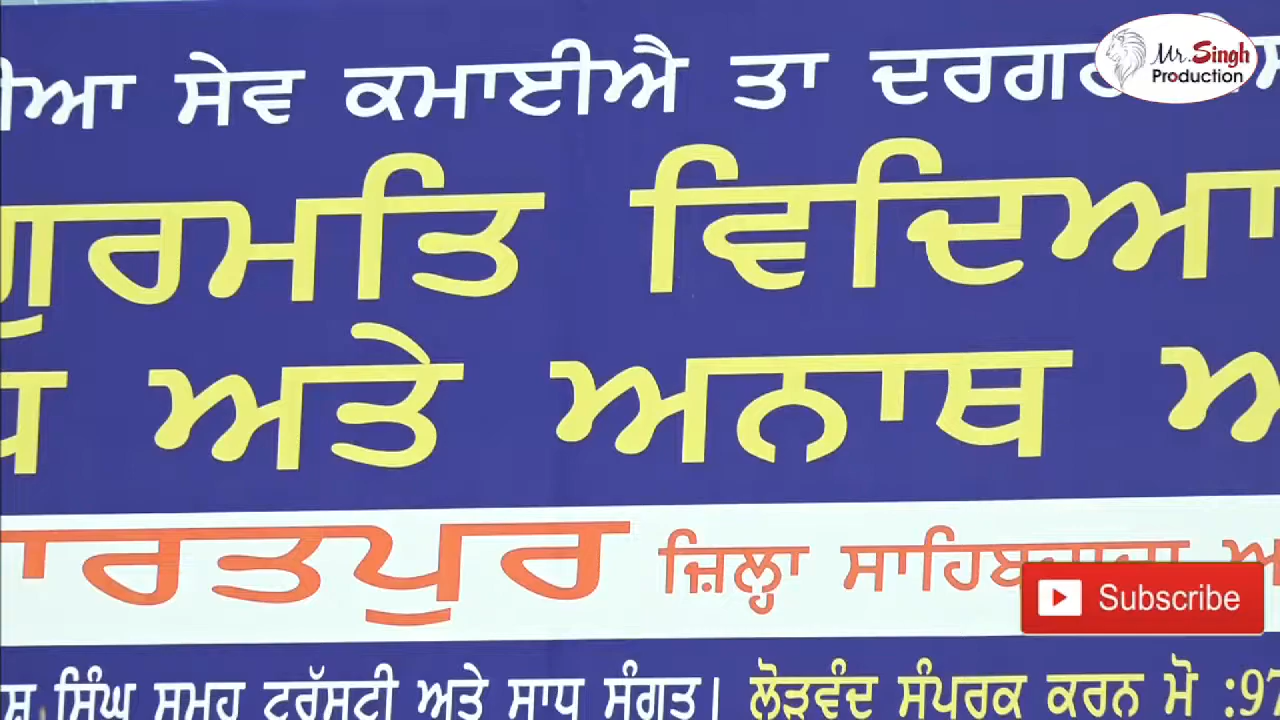 ਸੇਵ ਕਮਾਈਐ ਤਾ
Mr. Singh
Production
ਗੁਰਮਤਿ
ਅਤੇ ਅਨਾਥ
ਾਰਤਪੁਰ ਜ਼ਿਲ੍ਹਾ
Subscribe
ਸਿੰਘ ਸਮੂਹ ਟਰੱਸਟੀ ਅਤੇ ਸਾਧ ਸੰਗਤ। ਲੋੜਵੰਦ ਸੰਪਰਕ ਕਰਨ ਮੋ :97